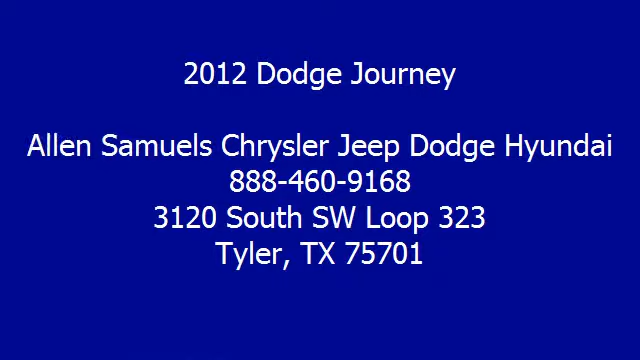 2012 Dodge Journey
Allen Samuels Chrysler Jeep Dodge Hyundai
888-460-9168
3120 South SW Loop 323
Tyler, TX 75701